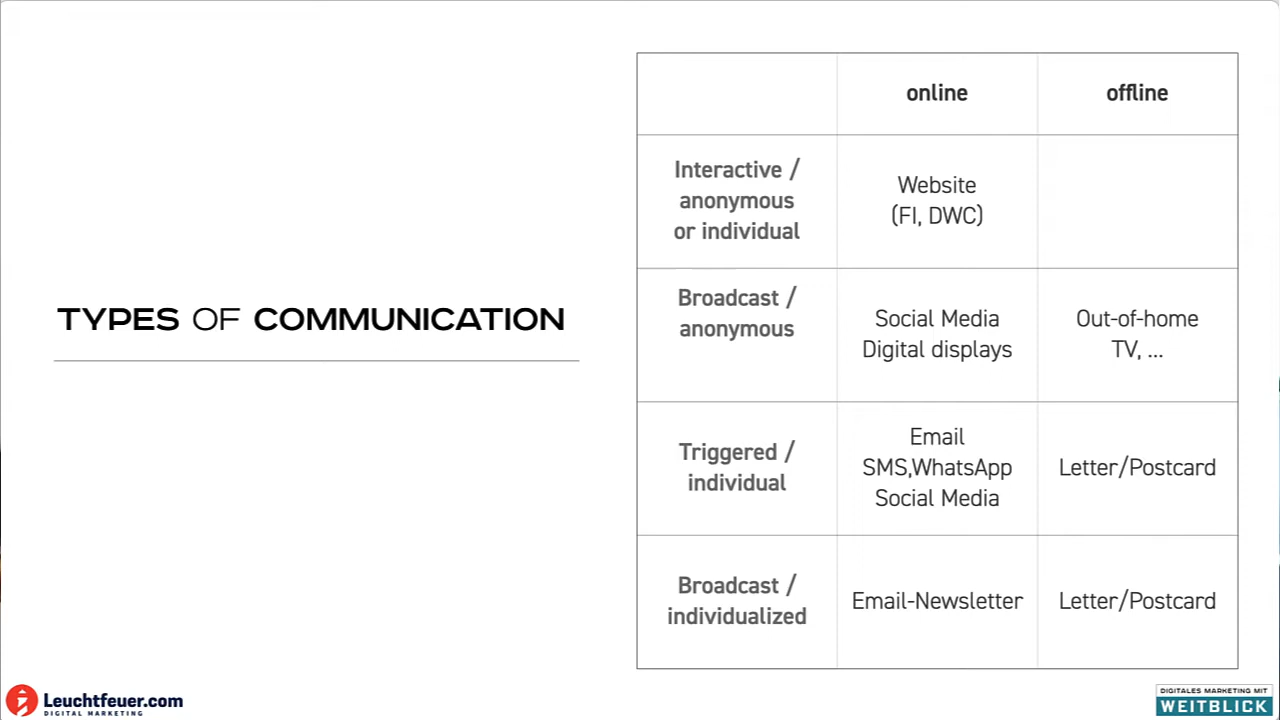 TYPES OF COMMUNICATION
online
offline
Interactive /
anonymous
or individual
Website
(FI, DWC)
Broadcast /
anonymous
Social Media
Digital displays
Out-of-home
TV, ...
Triggered /
individual
Email
SMS,WhatsApp
Social Media
Letter/Postcard
Broadcast /
individualized
Email-Newsletter
Letter/Postcard
Leuchtfeuer.com
DIGITAL MARKETING
DIGITALES MARKETING MIT
WEITBLICK